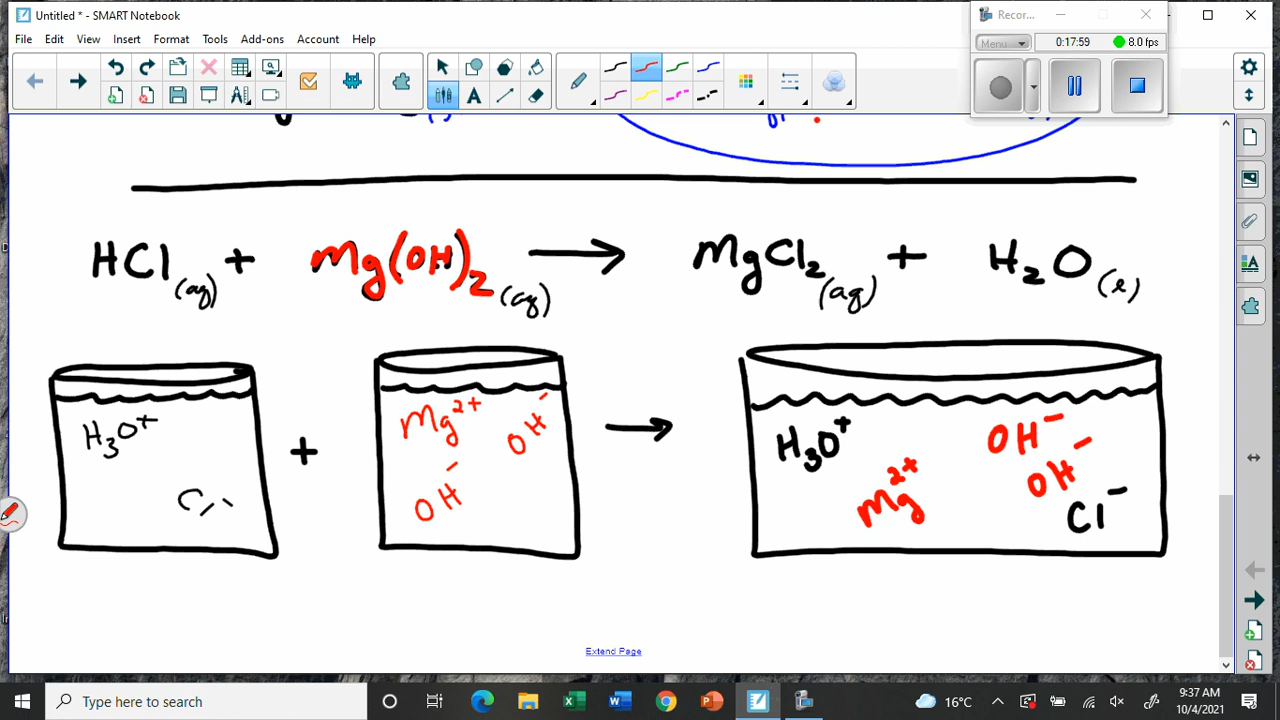 Untitled * - SMART Notebook
File Edit View Insert Format Tools Add-ons Account Help
Recor...
Menu 0:17:59 8.0 fps
HCl(aq) + Mg(OH)₂(aq) → MgCl₂(aq) + H₂O(l)
H₃O⁺
Mg²⁺
OH⁻
OH⁻
+
→
H₃O⁺
OH⁻
OH⁻
Mg²⁺
Cl⁻
Extend Page
Type here to search
16°C
9:37 AM
10/4/2021